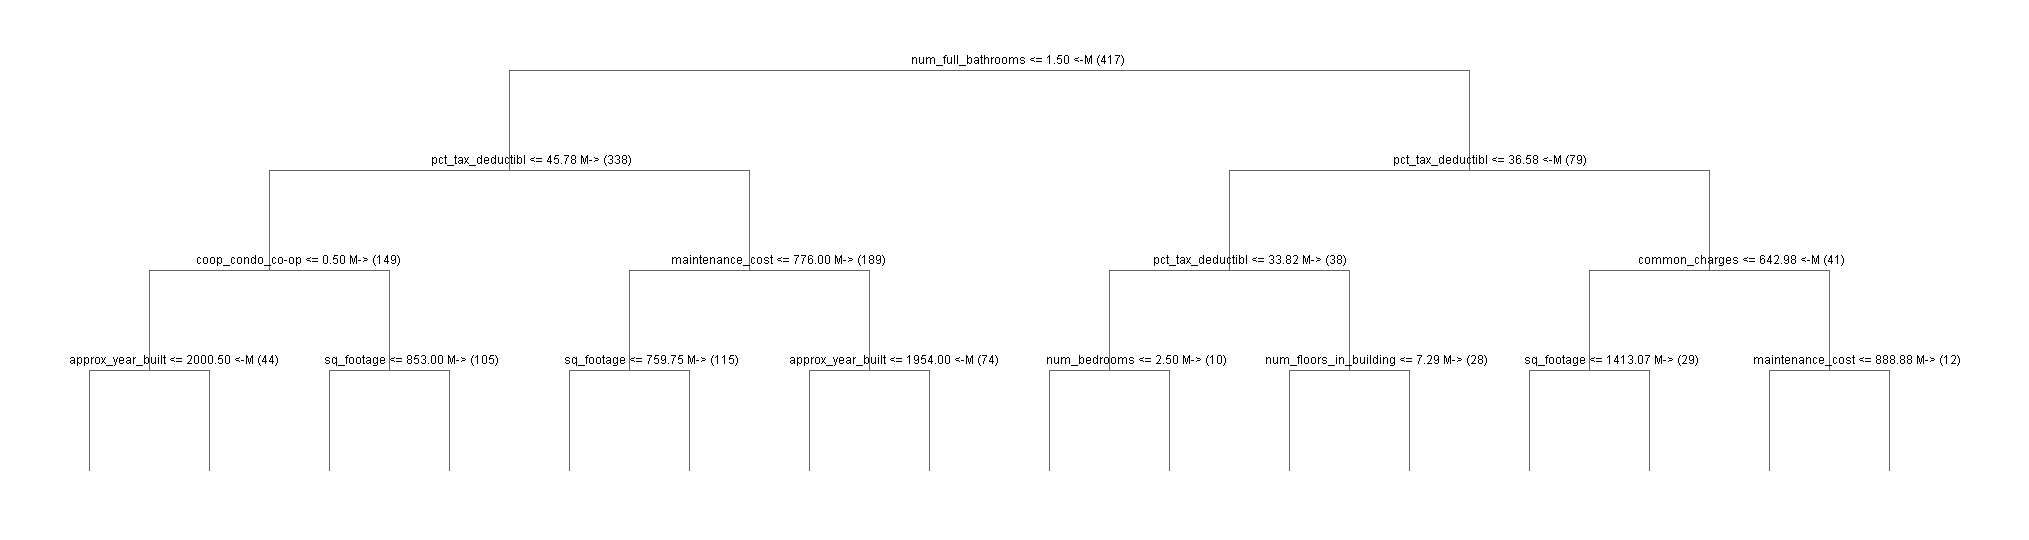 num_full_bathrooms <= 1.50 <-M (417)
pct_tax_deductibl <= 45.78 M-> (338)
pct_tax_deductibl <= 36.58 <-M (79)
coop_condo_co-op <= 0.50 M-> (149)
maintenance_cost <= 776.00 M-> (189)
pct_tax_deductibl <= 33.82 M-> (38)
common_charges <= 642.98 <-M (41)
approx_year_built <= 2000.50 <-M (44)
sq_footage <= 853.00 M-> (105)
sq_footage <= 759.75 M-> (115)
approx_year_built <= 1954.00 <-M (74)
num_bedrooms <= 2.50 M-> (10)
num_floors_in_building <= 7.29 M-> (28)
sq_footage <= 1413.07 M-> (29)
maintenance_cost <= 888.88 M-> (12)